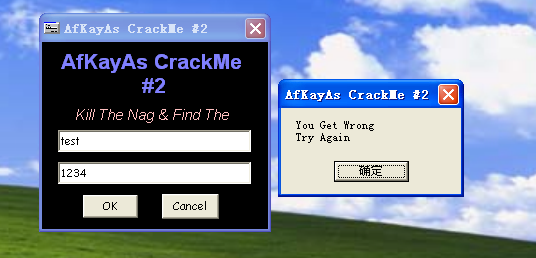 AfKayAs CrackMe #2
AfKayAs CrackMe
#2
Kill The Nag & Find The
test
1234
OK Cancel
AfKayAs CrackMe #2
You Get Wrong
Try Again
确定